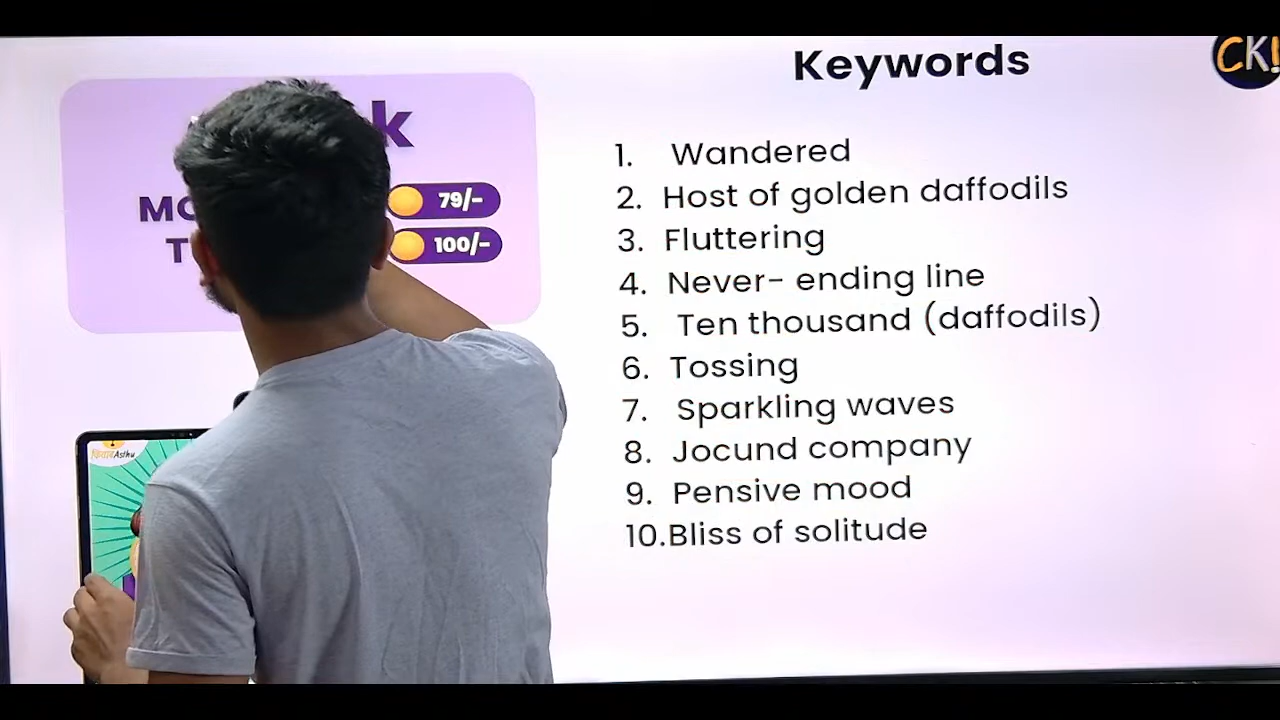 Keywords
CK!
79/-
100/-
1. Wandered
2. Host of golden daffodils
3. Fluttering
4. Never- ending line
5. Ten thousand (daffodils)
6. Tossing
7. Sparkling waves
8. Jocund company
9. Pensive mood
10.Bliss of solitude